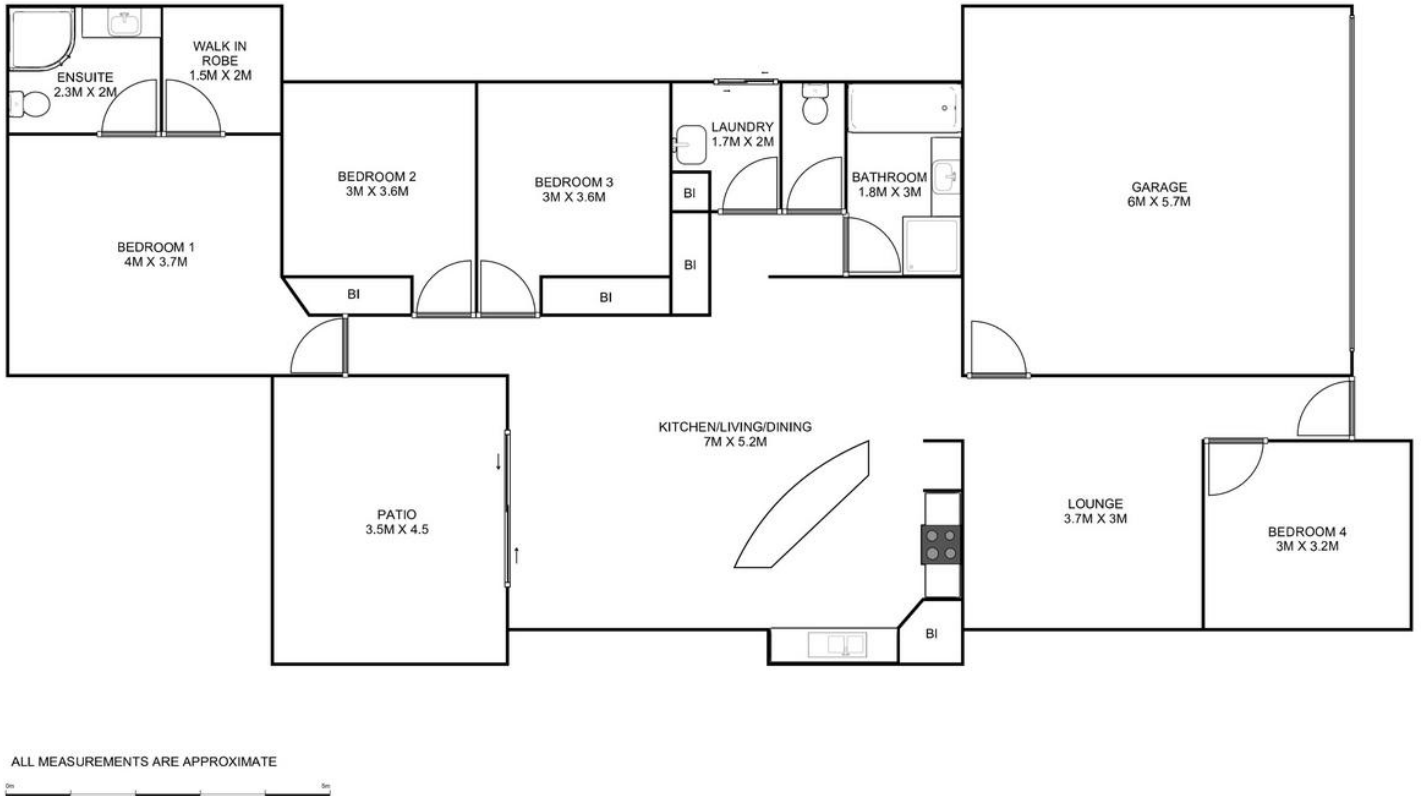 WALK IN
ROBE
1.5M X 2M
ENSUITE
2.3M X 2M
BEDROOM 1
4M X 3.7M
BEDROOM 2
3M X 3.6M
BI
BEDROOM 3
3M X 3.6M
BI
LAUNDRY
1.7M X 2M
BI
BI
BATHROOM
1.8M X 3M
GARAGE
6M X 5.7M
KITCHEN/LIVING/DINING
7M X 5.2M
PATIO
3.5M X 4.5
LOUNGE
3.7M X 3M
BEDROOM 4
3M X 3.2M
BI
ALL MEASUREMENTS ARE APPROXIMATE
0m 5m